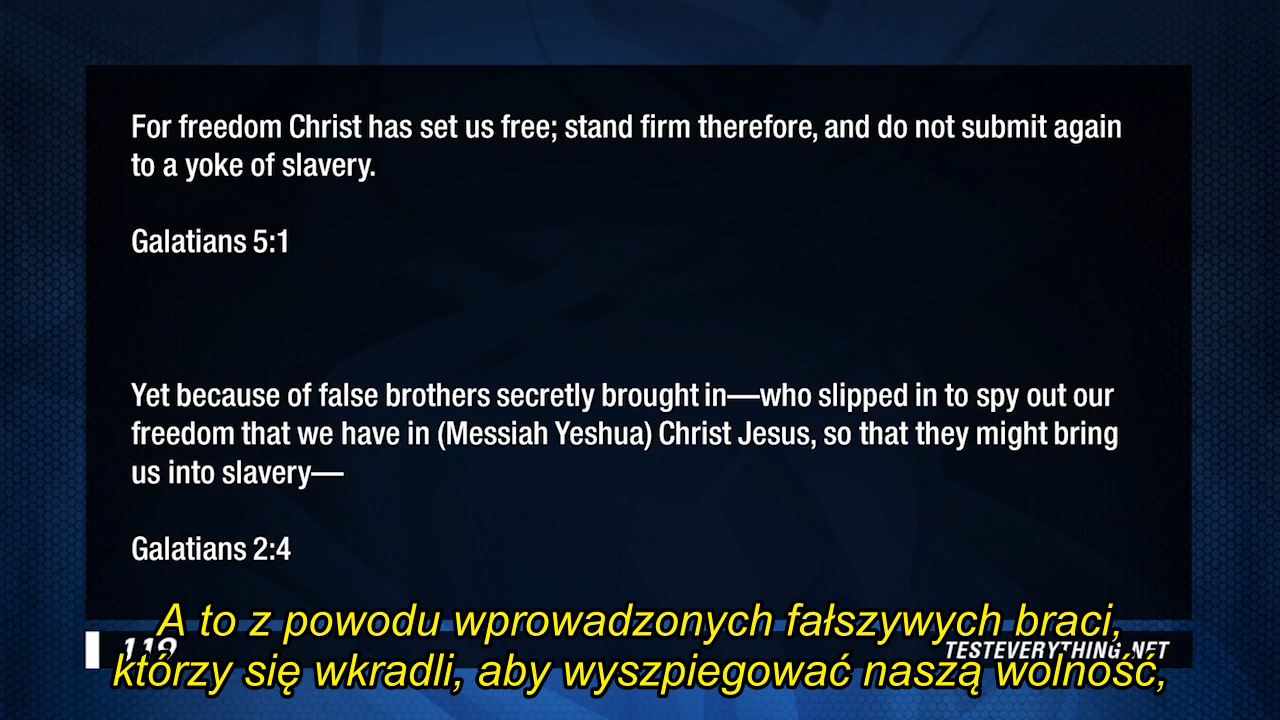 For freedom Christ has set us free; stand firm therefore, and do not submit again
to a yoke of slavery.
Galatians 5:1
Yet because of false brothers secretly brought in—who slipped in to spy out our
freedom that we have in (Messiah Yeshua) Christ Jesus, so that they might bring
us into slavery—
Galatians 2:4
A to z powodu wprowadzonych fałszywych braci,
119
TESTEVERYTHING.NET
którzy się wkradli, aby wyszpiegować naszą wolność,